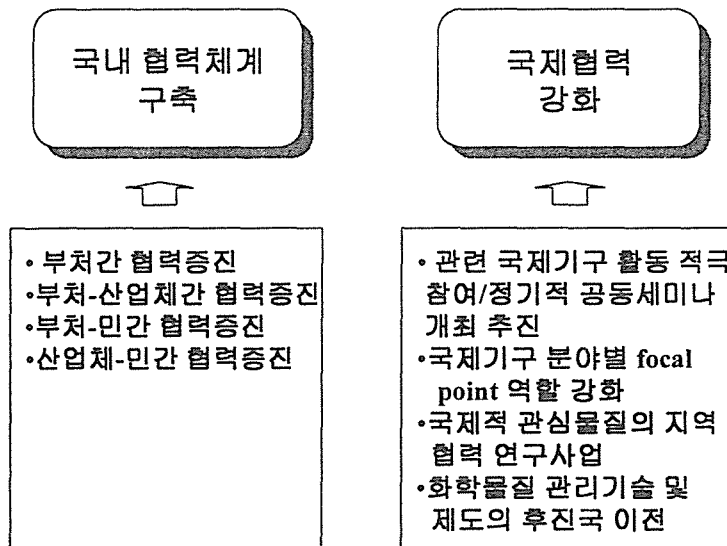 국내 협력체계
구축
국제협력
강화
• 부처간 협력증진
•부처-산업체간 협력증진
•부처-민간 협력증진
•산업체-민간 협력증진
• 관련 국제기구 활동 적극
참여/정기적 공동세미나
개최 추진
•국제기구 분야별 focal
point 역할 강화
•국제적 관심물질의 지역
협력 연구사업
•화학물질 관리기술 및
제도의 후진국 이전